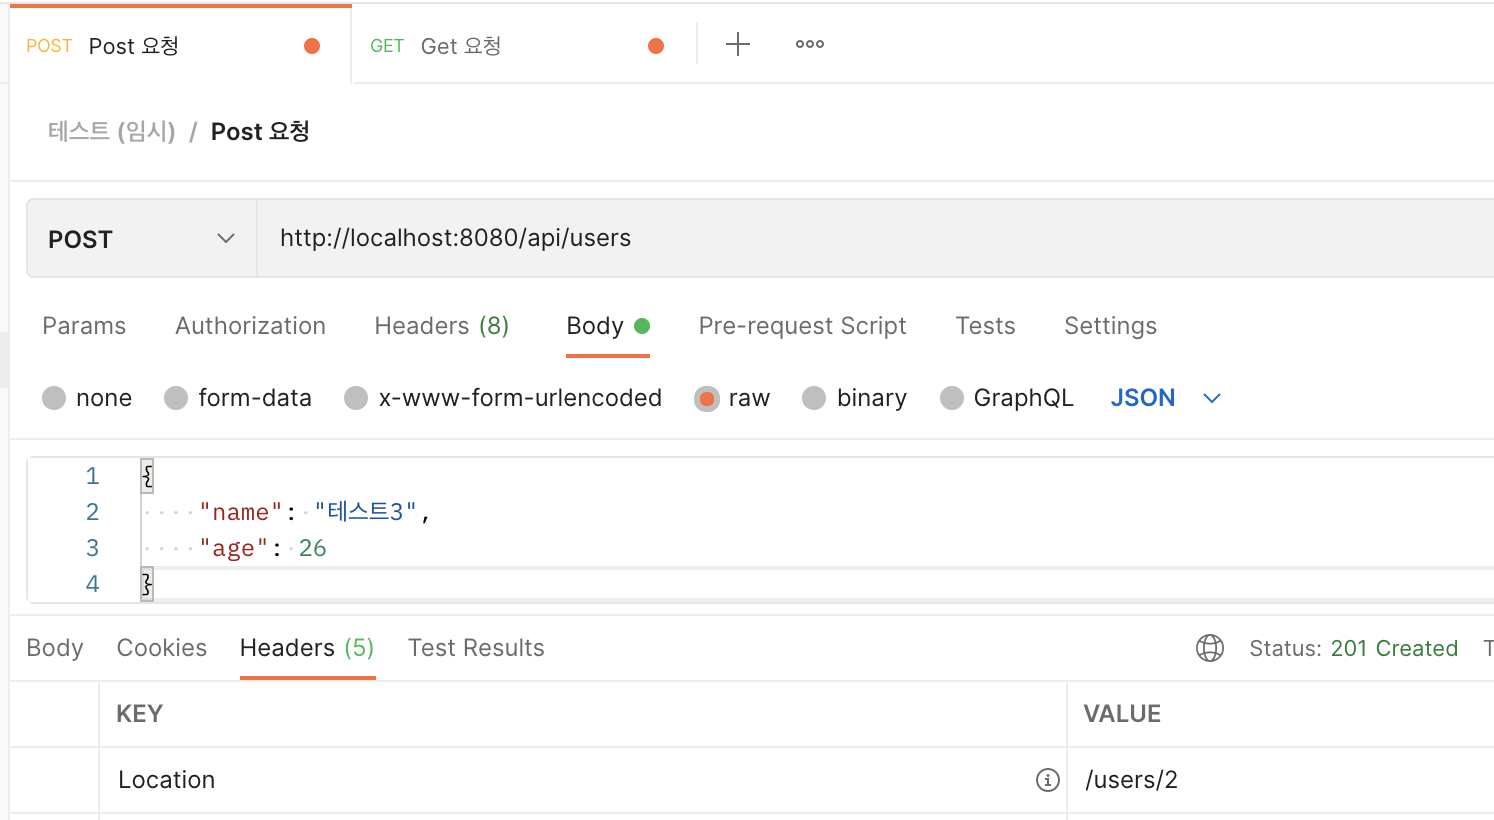 POST Post 요청 GET Get 요청
테스트 (임시) / Post 요청
POST http://localhost:8080/api/users
Params Authorization Headers (8) Body Pre-request Script Tests Settings
none form-data x-www-form-urlencoded raw binary GraphQL JSON
1 {
2 "name": "테스트3",
3 "age": 26
4 }
Body Cookies Headers (5) Test Results Status: 201 Created T
KEY VALUE
Location /users/2